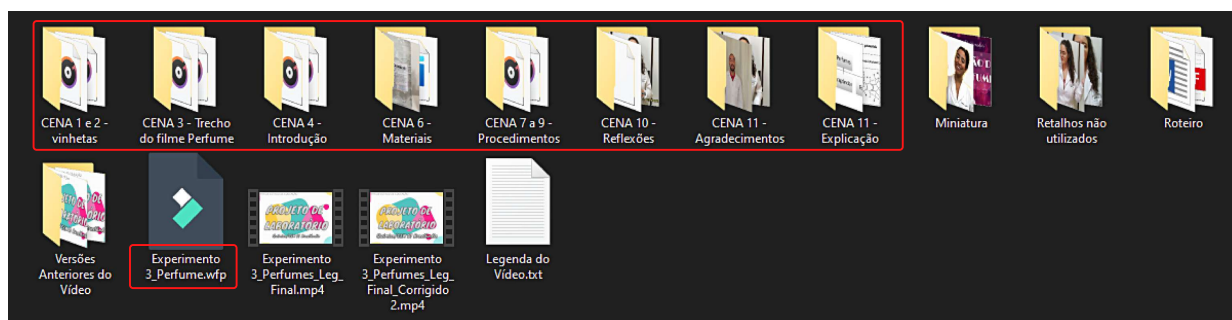 CENA 1 e 2 -
vinhetas
CENA 3 - Trecho
do filme Perfume
CENA 4 -
Introdução
CENA 6 -
Materiais
CENA 7 a 9 -
Procedimentos
CENA 10 -
Reflexões
CENA 11 -
Agradecimentos
CENA 11 -
Explicação
Miniatura
Retalhos não
utilizados
Roteiro
Versões
Anteriores do
Vídeo
Experimento
3_Perfume.wfp
PROJETO DE
LABORATÓRIO
Experimento
3_Perfumes_Leg_
Final.mp4
PROJETO DE
LABORATÓRIO
Experimento
3_Perfumes_Leg_
Final_Corrigido
2.mp4
Legenda do
Vídeo.txt